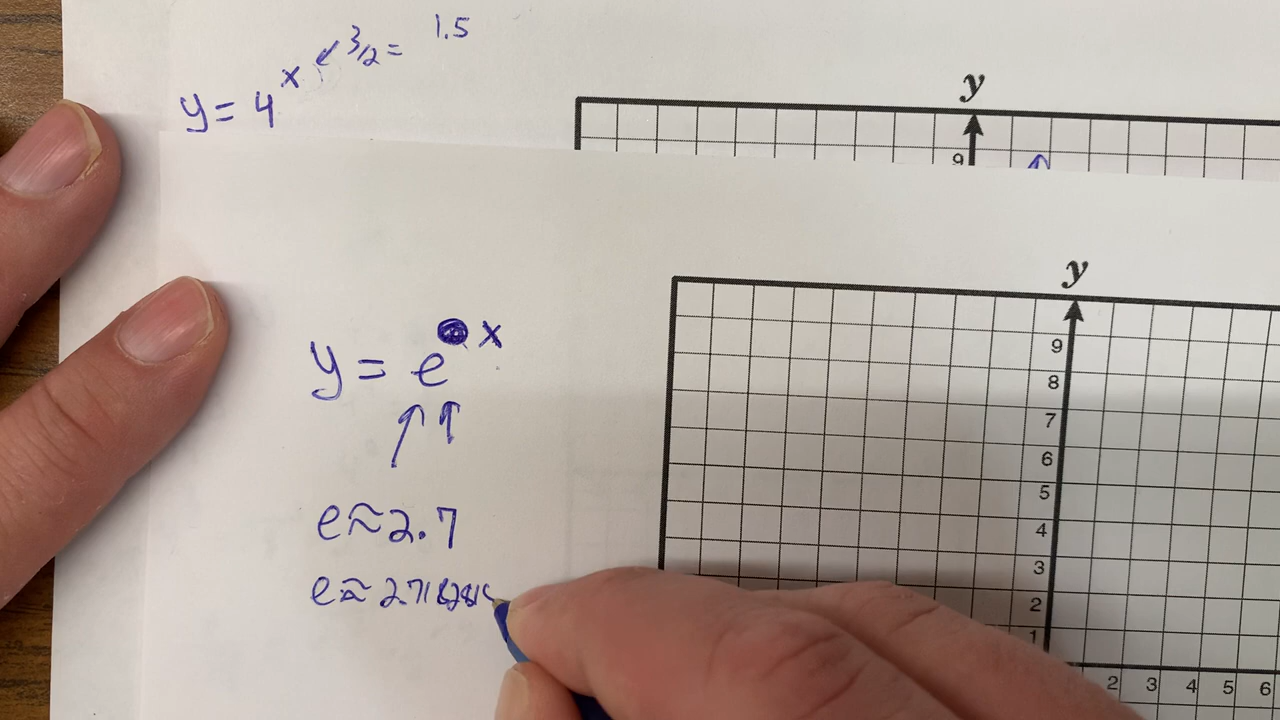 y = 4^x ↙ 3/2 = 1.5
y
9
y = e^x
e ≈ 2.7
y
9
8
7
6
5
4
3
2
1
2 3 4 5 6